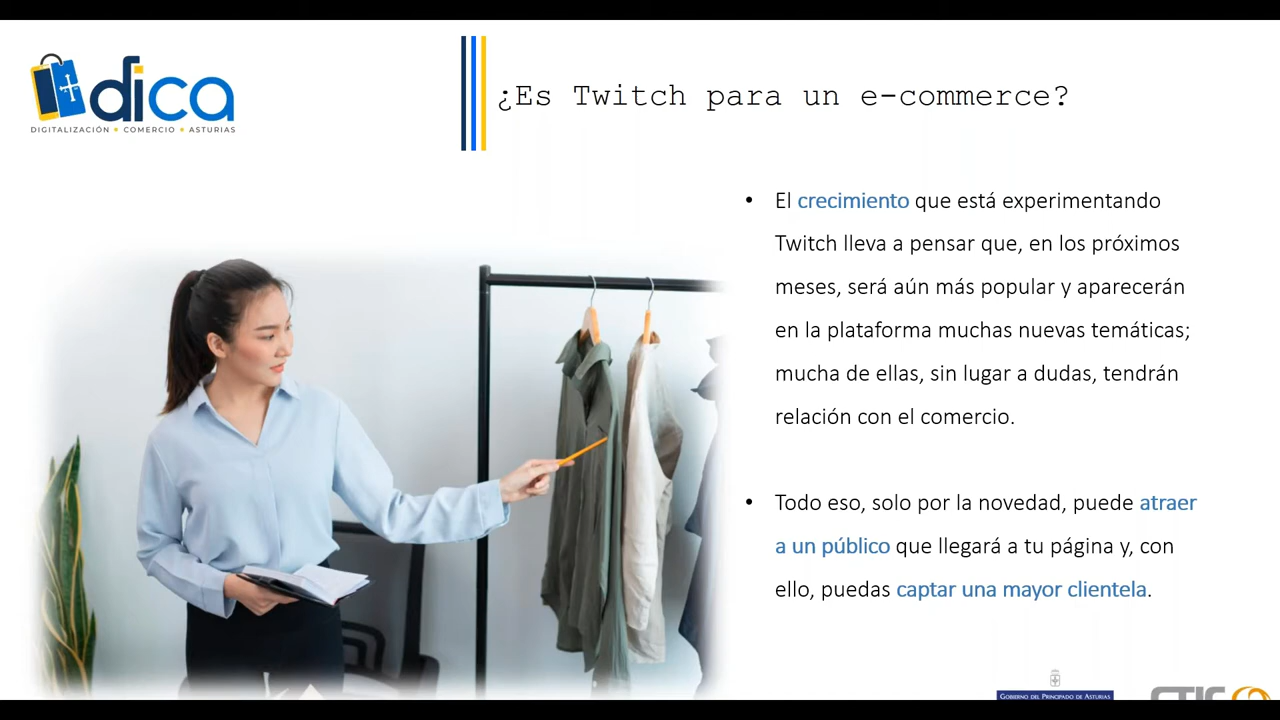 dica
DIGITALIZACIÓN • COMERCIO • ASTURIAS
¿Es Twitch para un e-commerce?
• El crecimiento que está experimentando
Twitch lleva a pensar que, en los próximos
meses, será aún más popular y aparecerán
en la plataforma muchas nuevas temáticas;
mucha de ellas, sin lugar a dudas, tendrán
relación con el comercio.
• Todo eso, solo por la novedad, puede atraer
a un público que llegará a tu página y, con
ello, puedas captar una mayor clientela.
GOBIERNO DEL PRINCIPADO DE ASTURIAS